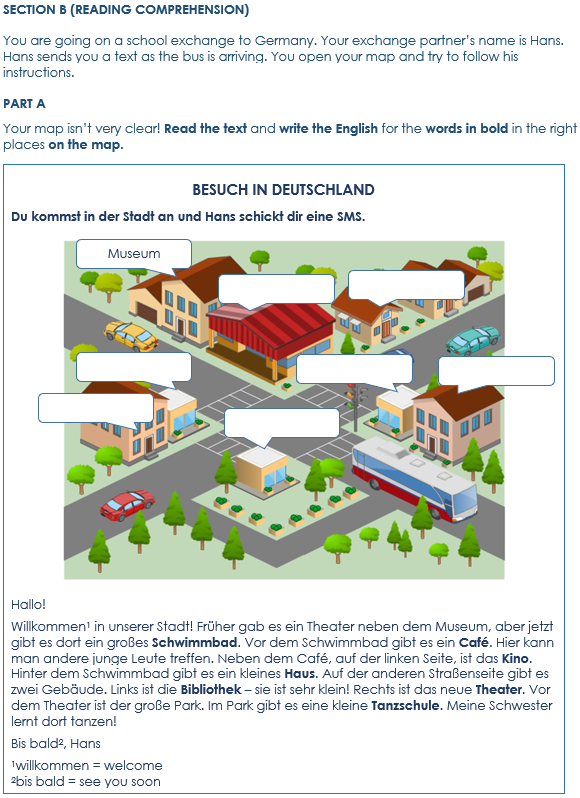 SECTION B (READING COMPREHENSION)
You are going on a school exchange to Germany. Your exchange partner's name is Hans.
Hans sends you a text as the bus is arriving. You open your map and try to follow his
instructions.
PART A
Your map isn't very clear! Read the text and write the English for the words in bold in the right
places on the map.
BESUCH IN DEUTSCHLAND
Du kommst in der Stadt an und Hans schickt dir eine SMS.
Museum
Hallo!
Willkommen¹ in unserer Stadt! Früher gab es ein Theater neben dem Museum, aber jetzt
gibt es dort ein großes Schwimmbad. Vor dem Schwimmbad gibt es ein Café. Hier kann
man andere junge Leute treffen. Neben dem Café, auf der linken Seite, ist das Kino.
Hinter dem Schwimmbad gibt es ein kleines Haus. Auf der anderen Straßenseite gibt es
zwei Gebäude. Links ist die Bibliothek – sie ist sehr klein! Rechts ist das neue Theater. Vor
dem Theater ist der große Park. Im Park gibt es eine kleine Tanzschule. Meine Schwester
lernt dort tanzen!
Bis bald², Hans
¹willkommen = welcome
²bis bald = see you soon